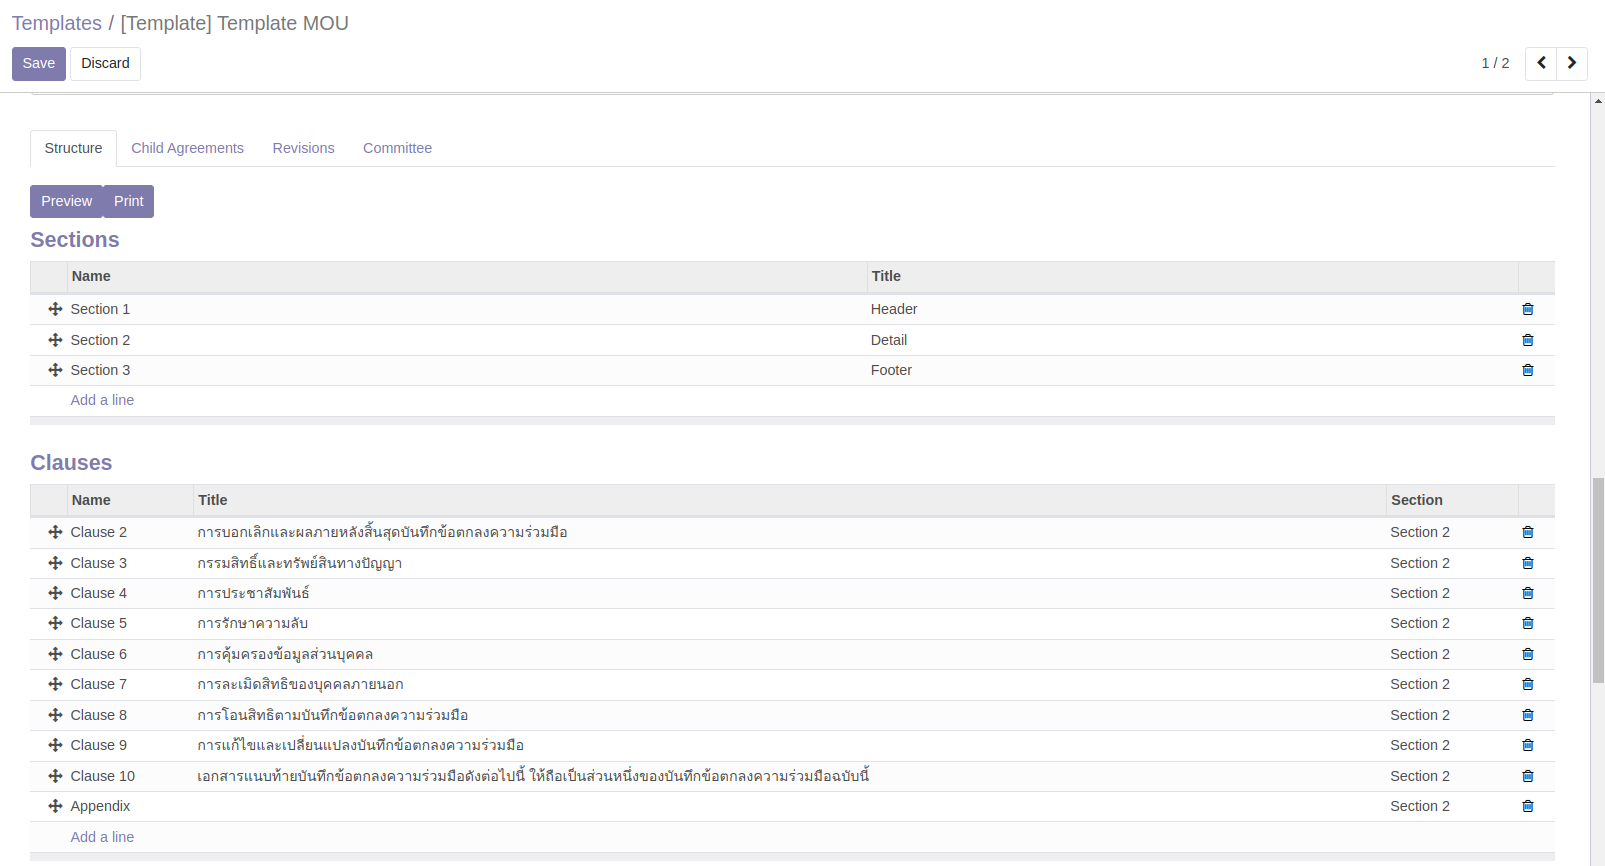 Templates / [Template] Template MOU
Save Discard 1 / 2
Structure Child Agreements Revisions Committee
Preview Print
Sections
Name Title
Section 1 Header
Section 2 Detail
Section 3 Footer
Add a line
Clauses
Name Title Section
Clause 2 การบอกเลิกและผลภายหลังสิ้นสุดบันทึกข้อตกลงความร่วมมือ Section 2
Clause 3 กรรมสิทธิ์และทรัพย์สินทางปัญญา Section 2
Clause 4 การประชาสัมพันธ์ Section 2
Clause 5 การรักษาความลับ Section 2
Clause 6 การคุ้มครองข้อมูลส่วนบุคคล Section 2
Clause 7 การละเมิดสิทธิของบุคคลภายนอก Section 2
Clause 8 การโอนสิทธิตามบันทึกข้อตกลงความร่วมมือ Section 2
Clause 9 การแก้ไขและเปลี่ยนแปลงบันทึกข้อตกลงความร่วมมือ Section 2
Clause 10 เอกสารแนบท้ายบันทึกข้อตกลงความร่วมมือดังต่อไปนี้ ให้ถือเป็นส่วนหนึ่งของบันทึกข้อตกลงความร่วมมือฉบับนี้ Section 2
Appendix Section 2
Add a line